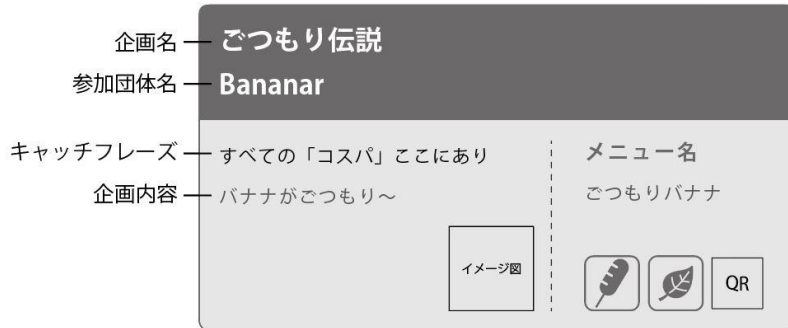 企画名
ごつもり伝説
参加団体名
Bananar
キャッチフレーズ
すべての「コスパ」ここにあり
企画内容
バナナがごつもり～
イメージ図
メニュー名
ごつもりバナナ
QR